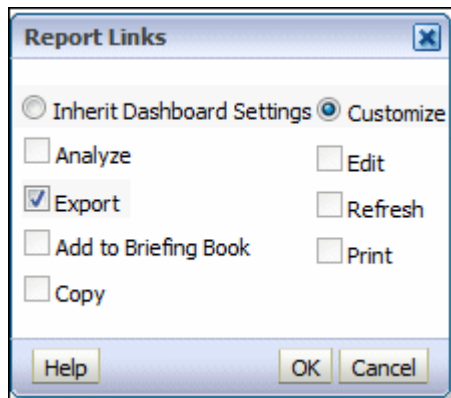 Report Links
Inherit Dashboard Settings Customize
Analyze Edit
Export Refresh
Add to Briefing Book Print
Copy
Help OK Cancel